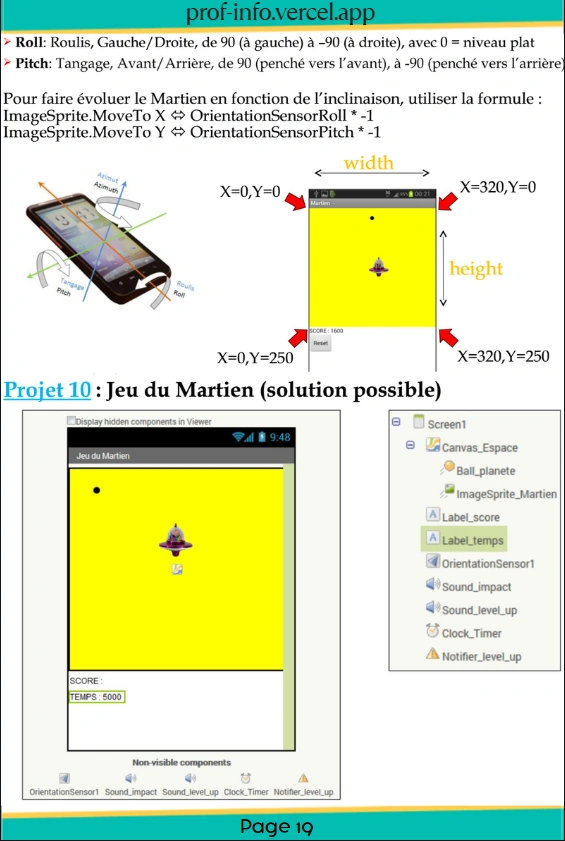 prof-info.vercel.app
➢ Roll: Roulis, Gauche/Droite, de 90 (à gauche) à –90 (à droite), avec 0 = niveau plat
➢ Pitch: Tangage, Avant/Arrière, de 90 (penché vers l'avant), à -90 (penché vers l'arrière)
Pour faire évoluer le Martien en fonction de l'inclinaison, utiliser la formule :
ImageSprite.MoveTo X ⇔ OrientationSensorRoll * -1
ImageSprite.MoveTo Y ⇔ OrientationSensorPitch * -1
Azimut
Azimuth
Tangage
Pitch
Roulis
Roll
width
X=0,Y=0
X=320,Y=0
00:21
Martien
height
SCORE : 1600
Reset
X=0,Y=250
X=320,Y=250
Projet 10 : Jeu du Martien (solution possible)
Display hidden components in Viewer
9:48
Jeu du Martien
SCORE :
TEMPS : 5000
Non-visible components
OrientationSensor1 Sound_impact Sound_level_up Clock_Timer Notifier_level_up
Screen1
Canvas_Espace
Ball_planete
ImageSprite_Martien
Label_score
Label_temps
OrientationSensor1
Sound_impact
Sound_level_up
Clock_Timer
Notifier_level_up
Page 19